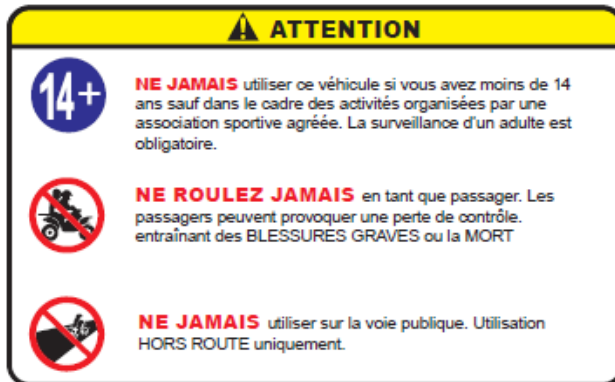 ATTENTION
14+
NE JAMAIS utiliser ce véhicule si vous avez moins de 14
ans sauf dans le cadre des activités organisées par une
association sportive agréée. La surveillance d'un adulte est
obligatoire.
NE ROULEZ JAMAIS en tant que passager. Les
passagers peuvent provoquer une perte de contrôle.
entraînant des BLESSURES GRAVES ou la MORT
NE JAMAIS utiliser sur la voie publique. Utilisation
HORS ROUTE uniquement.